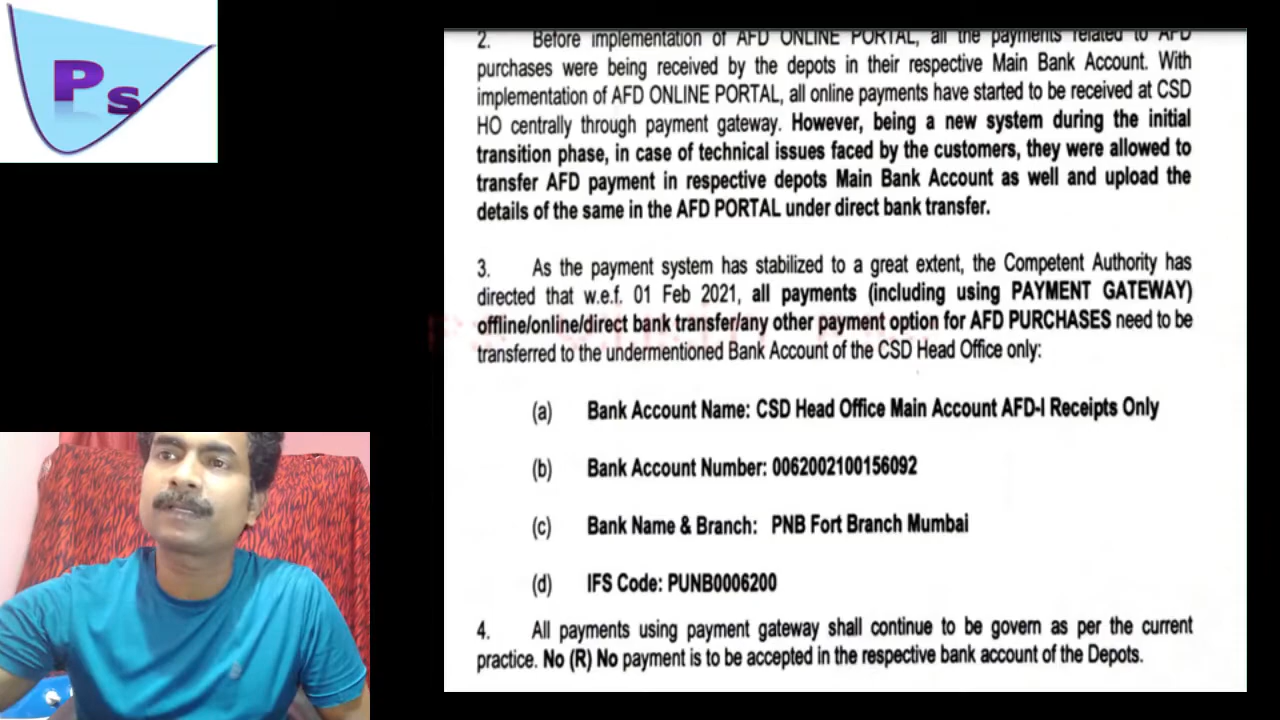 Ps
2. Before implementation of AFD ONLINE PORTAL, all the payments related to AFD
purchases were being received by the depots in their respective Main Bank Account. With
implementation of AFD ONLINE PORTAL, all online payments have started to be received at CSD
HO centrally through payment gateway. However, being a new system during the initial
transition phase, in case of technical issues faced by the customers, they were allowed to
transfer AFD payment in respective depots Main Bank Account as well and upload the
details of the same in the AFD PORTAL under direct bank transfer.
3. As the payment system has stabilized to a great extent, the Competent Authority has
directed that w.e.f. 01 Feb 2021, all payments (including using PAYMENT GATEWAY)
offline/online/direct bank transfer/any other payment option for AFD PURCHASES need to be
transferred to the undermentioned Bank Account of the CSD Head Office only:
(a) Bank Account Name: CSD Head Office Main Account AFD-I Receipts Only
(b) Bank Account Number: 0062002100156092
(c) Bank Name & Branch: PNB Fort Branch Mumbai
(d) IFS Code: PUNB0006200
4. All payments using payment gateway shall continue to be govern as per the current
practice. No (R) No payment is to be accepted in the respective bank account of the Depots.